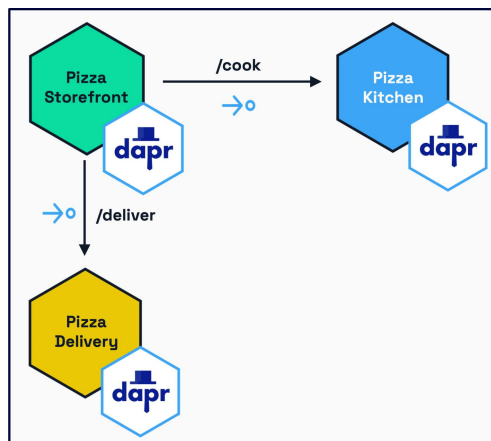 Pizza
Storefront
dapr
/cook
Pizza
Kitchen
dapr
/deliver
Pizza
Delivery
dapr